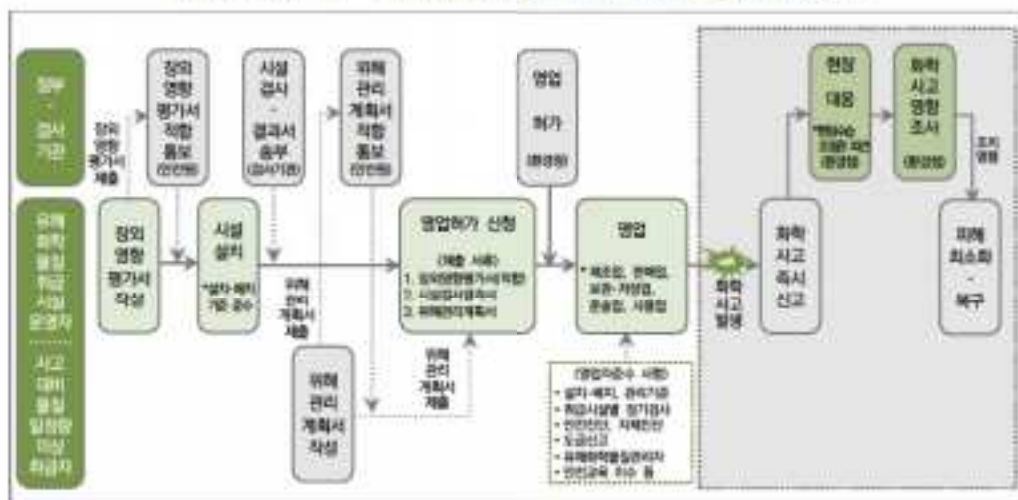 정부
-
검사
기관
장외
영향
평가서
제출
장외
영향
평가서
적합
통보
(안전원)
시설
검사
-
결과서
송부
(검사기관)
위해
관리
계획서
적합
통보
(안전원)
영업
허가
(환경청)
현장
대응
(환경청)
화학
사고
영향
조사
(환경청)
조치
명령
유해
화학
물질
취급
시설
운영자
사고
대비
물질
일정량
이상
취급자
장외
영향
평가서
작성
시설
설치
*설치·배치
기준 준수
위해
관리
계획서
제출
위해
관리
계획서
작성
영업허가 신청
(제출 서류)
1. 장외영향평가서(적합)
2. 시설검사결과서
3. 위해관리계획서
위해
관리
계획서
제출
영업
* 제조업, 판매업,
보관·저장업,
운송업, 사용업
(영업자준수 사항)
• 설치·배치, 관리기준
• 취급시설별 정기검사
• 안전진단, 자체진단
• 도급신고
• 유해화학물질관리자
• 안전교육 이수 등
화학
사고
발생
화학
사고
즉시
신고
피해
최소화
-
복구